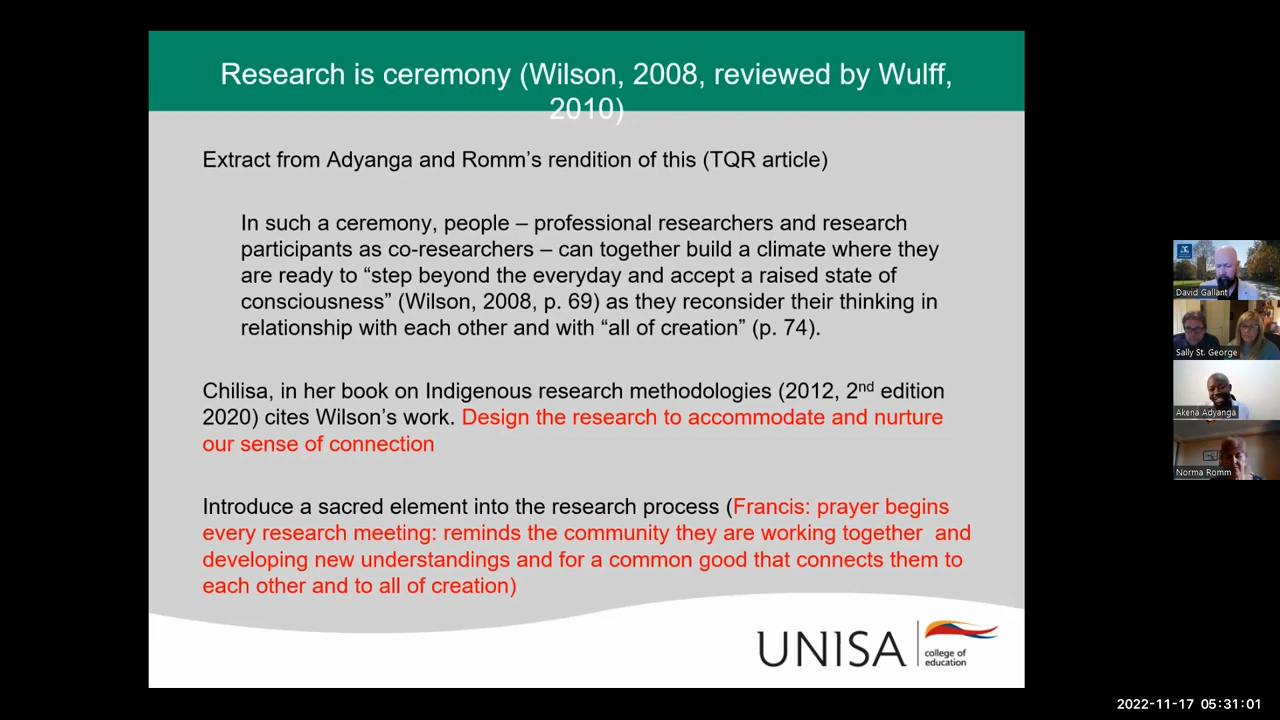 Research is ceremony (Wilson, 2008, reviewed by Wulff,
2010)
Extract from Adyanga and Romm's rendition of this (TQR article)
In such a ceremony, people – professional researchers and research
participants as co-researchers – can together build a climate where they
are ready to “step beyond the everyday and accept a raised state of
consciousness” (Wilson, 2008, p. 69) as they reconsider their thinking in
relationship with each other and with “all of creation” (p. 74).
Chilisa, in her book on Indigenous research methodologies (2012, 2nd edition
2020) cites Wilson's work. Design the research to accommodate and nurture
our sense of connection
Introduce a sacred element into the research process (Francis: prayer begins
every research meeting: reminds the community they are working together and
developing new understandings and for a common good that connects them to
each other and to all of creation)
UNISA
college of
education
David Gallant
Sally St. George
Akena Adyanga
Norma Romm
2022-11-17 05:31:01